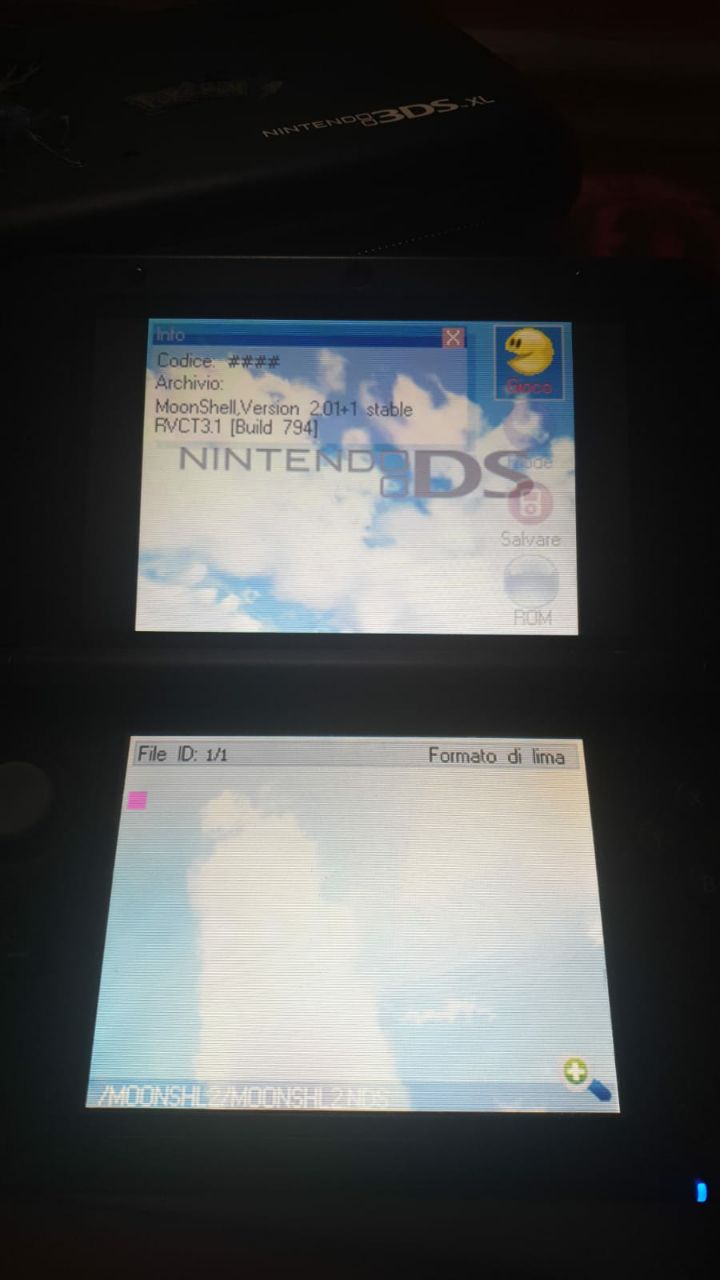 NINTENDO 3DS XL
Info
Codice: ####
Archivio:
MoonShell,Version 2.01+1 stable
RVCT3.1 [Build 794]
Gioco
NINTENDO DS
Mode
Salvare
ROM
File ID: 1/1
Formato di lima
/MOONSHL2/MOONSHL2.NDS